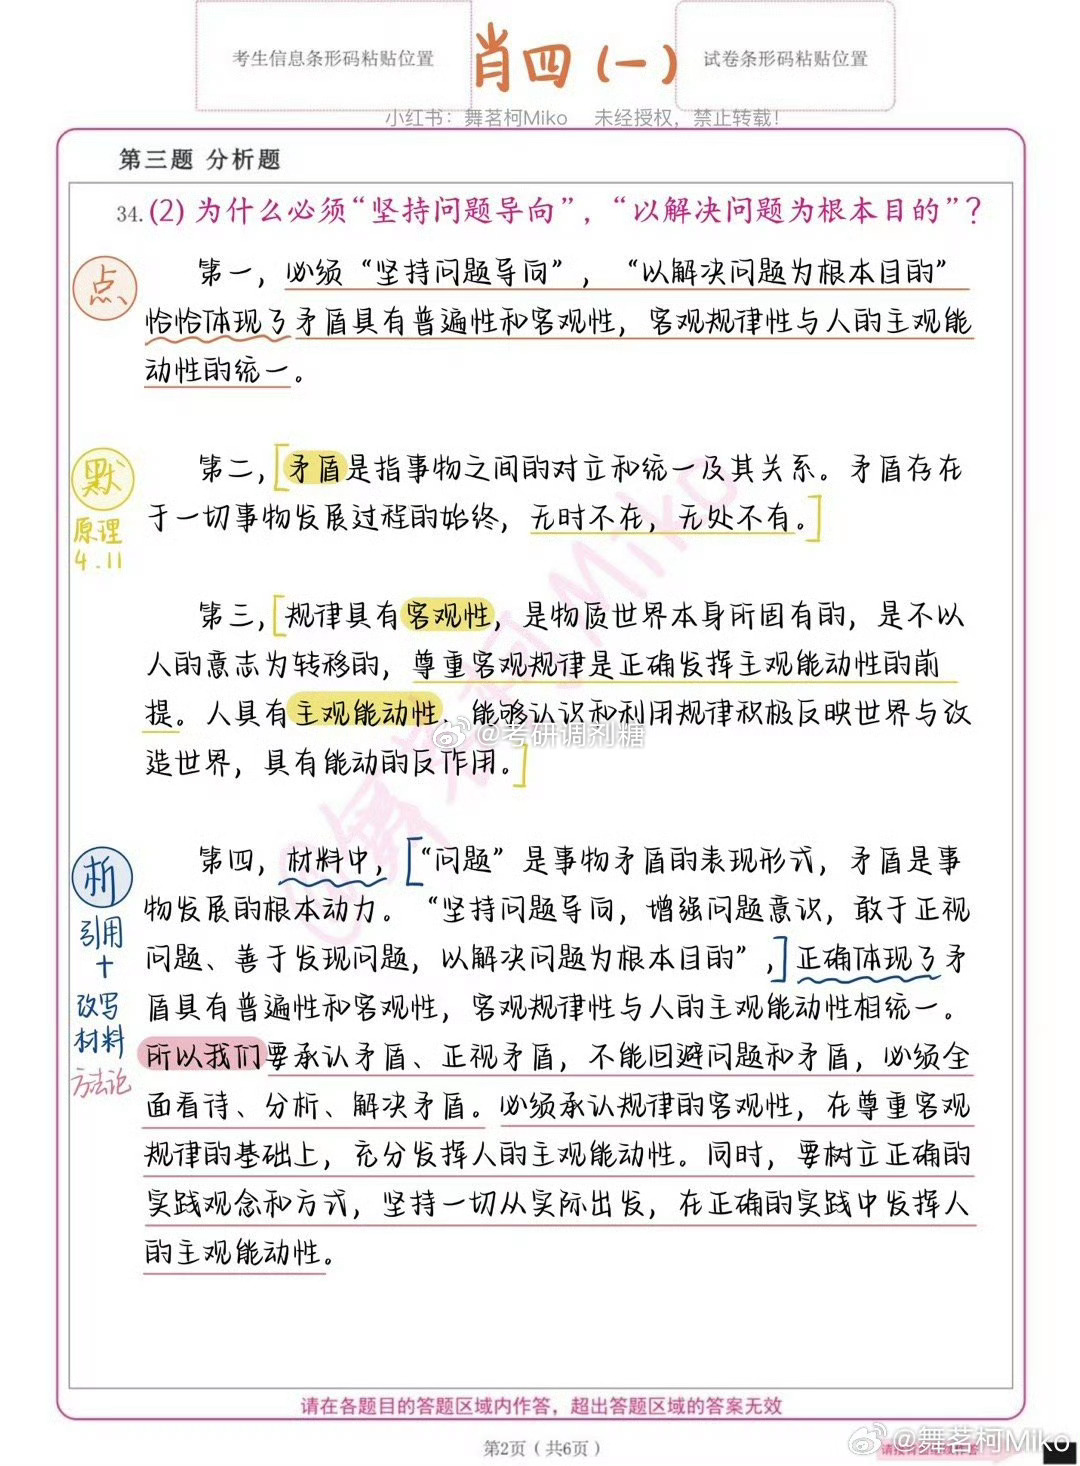 考生信息条形码粘贴位置
肖四(一)
试卷条形码粘贴位置
小红书：舞茗柯Miko 未经授权，禁止转载！
第三题 分析题
34.(2) 为什么必须“坚持问题导向”，“以解决问题为根本目的”？
点
第一，必须“坚持问题导向”，“以解决问题为根本目的”
恰恰体现了矛盾具有普遍性和客观性，客观规律性与人的主观能
动性的统一。
默
原理
4.11
第二，[矛盾是指事物之间的对立和统一及其关系。矛盾存在
于一切事物发展过程的始终，无时不在，无处不有。]
第三，[规律具有客观性，是物质世界本身所固有的，是不以
人的意志为转移的，尊重客观规律是正确发挥主观能动性的前
提。人具有主观能动性，能够认识和利用规律积极反映世界与改
造世界，具有能动的反作用。]
@考研调剂糖
@舞茗柯Miko
析
引用
+
改写
材料
方法论
第四，材料中，[“问题”是事物矛盾的表现形式，矛盾是事
物发展的根本动力。“坚持问题导向，增强问题意识，敢于正视
问题、善于发现问题，以解决问题为根本目的”，]正确体现了矛
盾具有普遍性和客观性，客观规律性与人的主观能动性相统一。
所以我们要承认矛盾、正视矛盾，不能回避问题和矛盾，必须全
面看待、分析、解决矛盾。必须承认规律的客观性，在尊重客观
规律的基础上，充分发挥人的主观能动性。同时，要树立正确的
实践观念和方式，坚持一切从实际出发，在正确的实践中发挥人
的主观能动性。
请在各题目的答题区域内作答，超出答题区域的答案无效
第2页（共6页）
@舞茗柯Miko